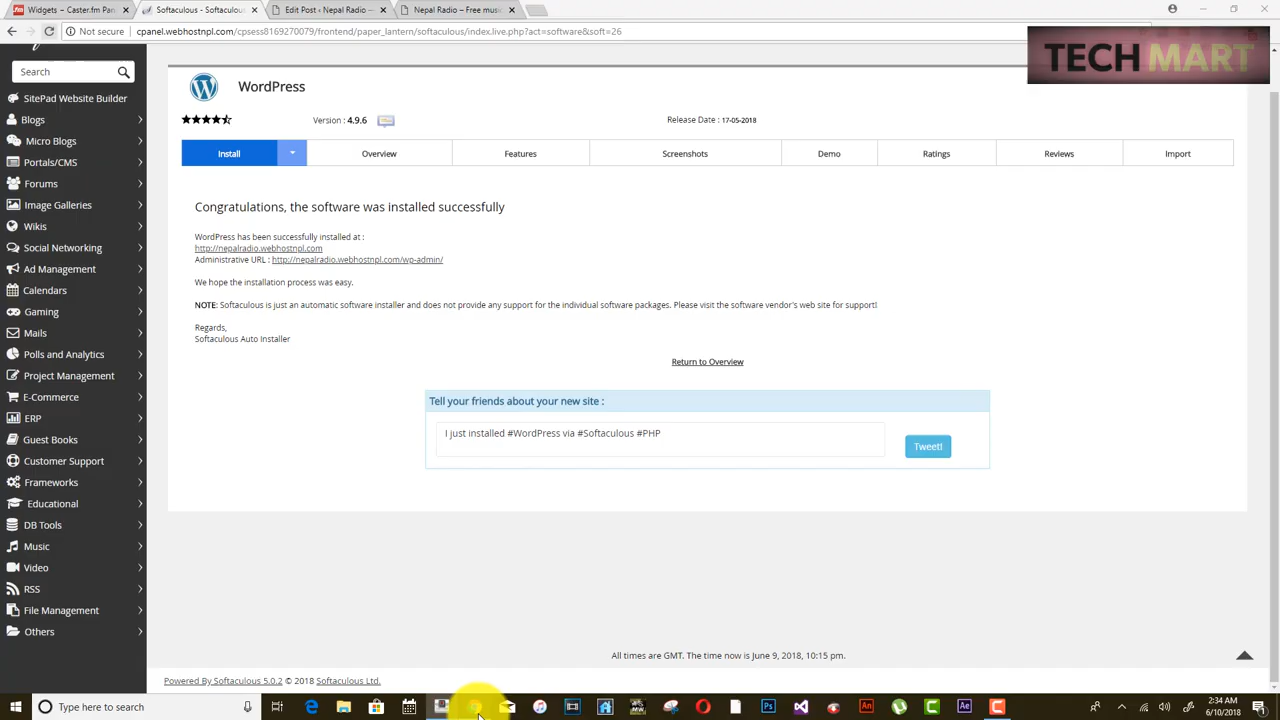 Widgets – Caster.fm Pan
Softaculous - Softaculous
Edit Post ‹ Nepal Radio —
Nepal Radio – Free music
Not secure
cpanel.webhostnpl.com/cpsess8169270079/frontend/paper_lantern/softaculous/index.live.php?act=software&soft=26
TECH MART
Search
SitePad Website Builder
Blogs
Micro Blogs
Portals/CMS
Forums
Image Galleries
Wikis
Social Networking
Ad Management
Calendars
Gaming
Mails
Polls and Analytics
Project Management
E-Commerce
ERP
Guest Books
Customer Support
Frameworks
Educational
DB Tools
Music
Video
RSS
File Management
Others
WordPress
Version : 4.9.6
Release Date : 17-05-2018
Install
Overview
Features
Screenshots
Demo
Ratings
Reviews
Import
Congratulations, the software was installed successfully
WordPress has been successfully installed at :
http://nepalradio.webhostnpl.com
Administrative URL : http://nepalradio.webhostnpl.com/wp-admin/
We hope the installation process was easy.
NOTE: Softaculous is just an automatic software installer and does not provide any support for the individual software packages. Please visit the software vendor's web site for support!
Regards,
Softaculous Auto Installer
Return to Overview
Tell your friends about your new site :
I just installed #WordPress via #Softaculous #PHP
Tweet!
All times are GMT. The time now is June 9, 2018, 10:15 pm.
Powered By Softaculous 5.0.2 © 2018 Softaculous Ltd.
Type here to search
2:34 AM
6/10/2018